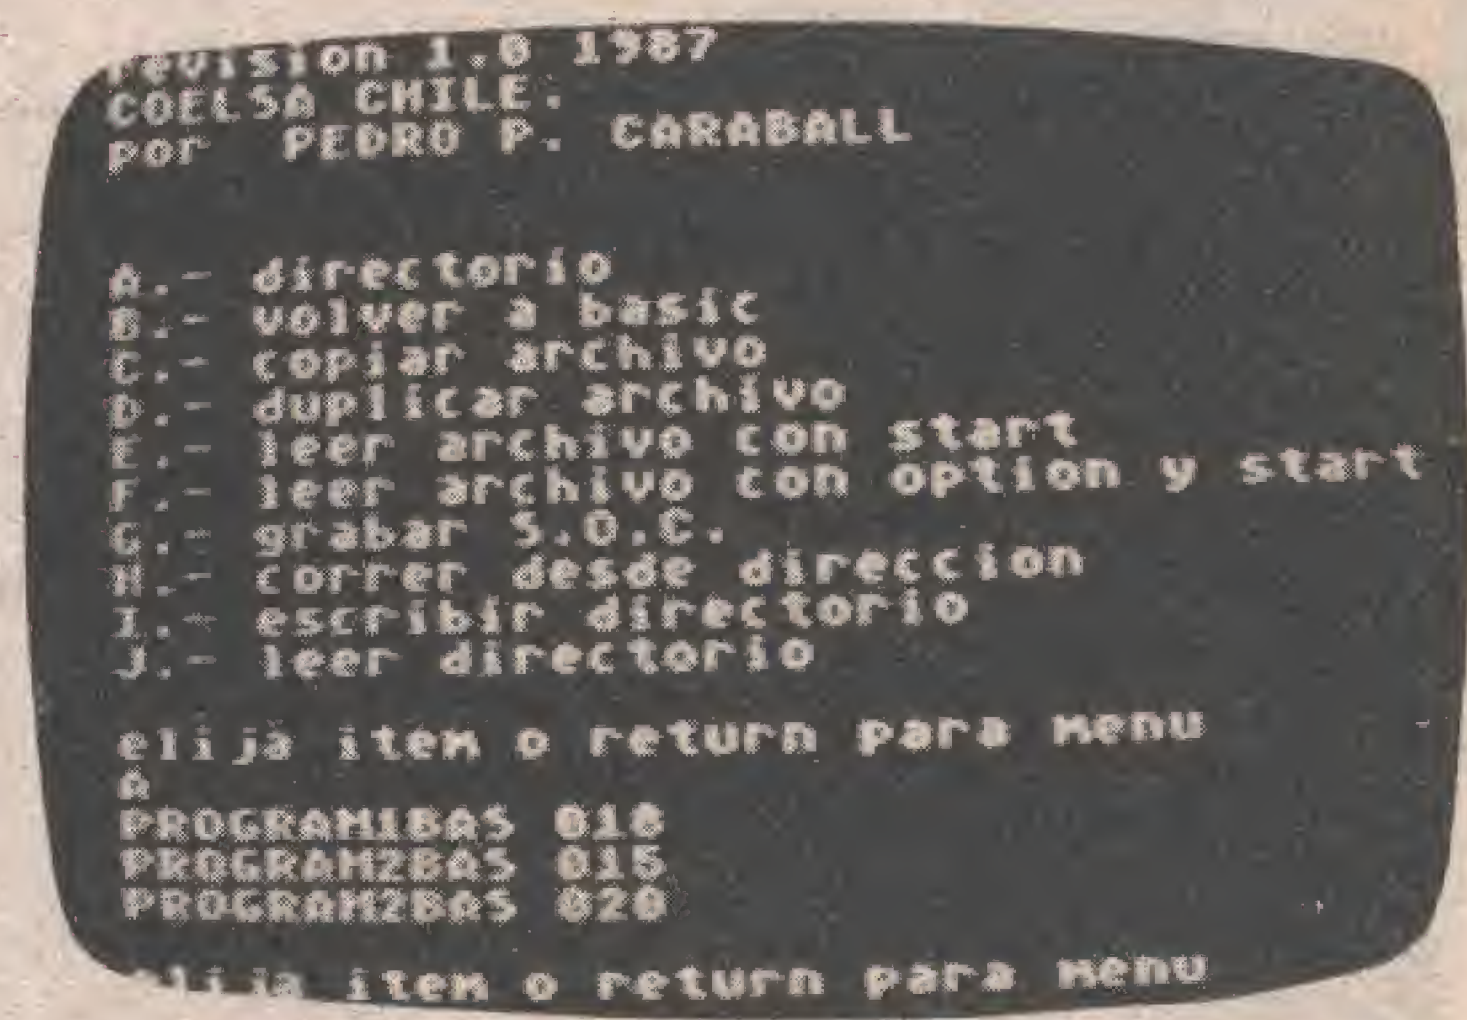 revision 1.0 1987
COELSA CHILE.
por PEDRO P. CARABALL
A.- directorio
B.- volver a basic
C.- copiar archivo
D.- duplicar archivo
E.- leer archivo con start
F.- leer archivo con option y start
G.- grabar S.O.C.
H.- correr desde direccion
I.- escribir directorio
J.- leer directorio
elija item o return para menu
A
PROGRAM1BAS 010
PROGRAM2BAS 015
PROGRAM2BAS 020
elija item o return para menu